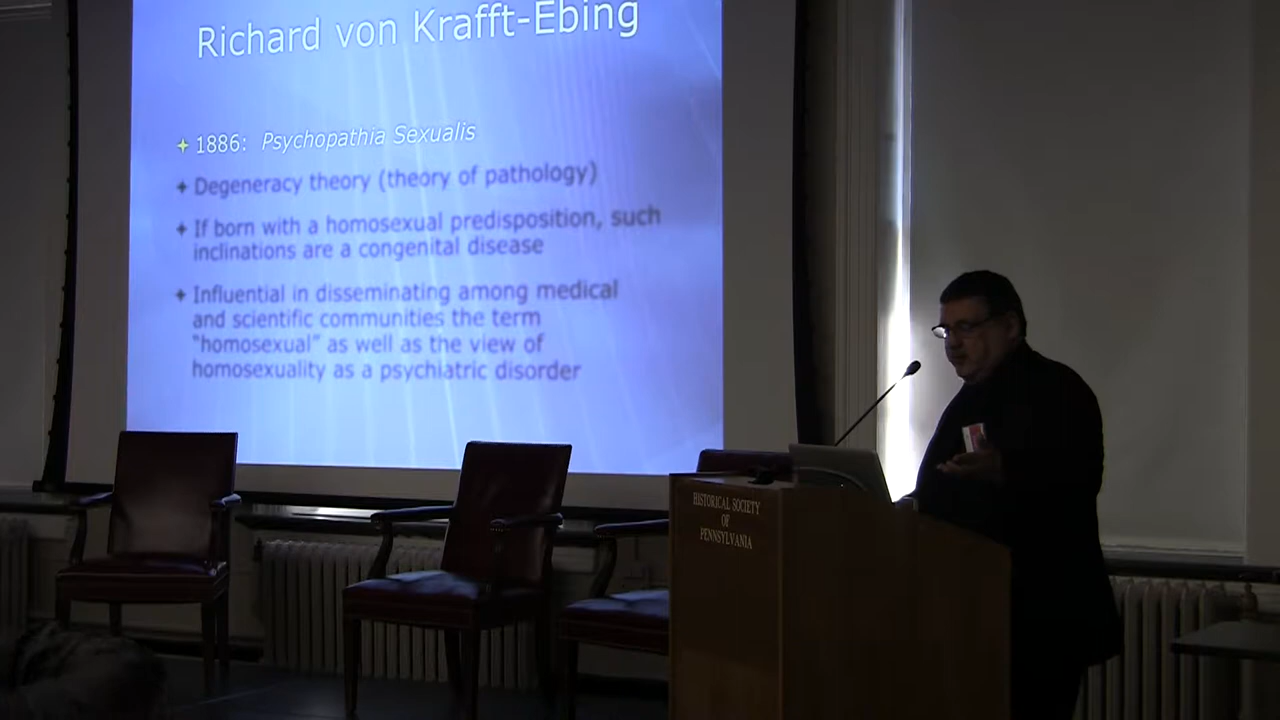 Richard von Krafft-Ebing
1886: Psychopathia Sexualis
Degeneracy theory (theory of pathology)
If born with a homosexual predisposition, such
inclinations are a congenital disease
Influential in disseminating among medical
and scientific communities the term
"homosexual" as well as the view of
homosexuality as a psychiatric disorder
HISTORICAL SOCIETY
OF
PENNSYLVANIA